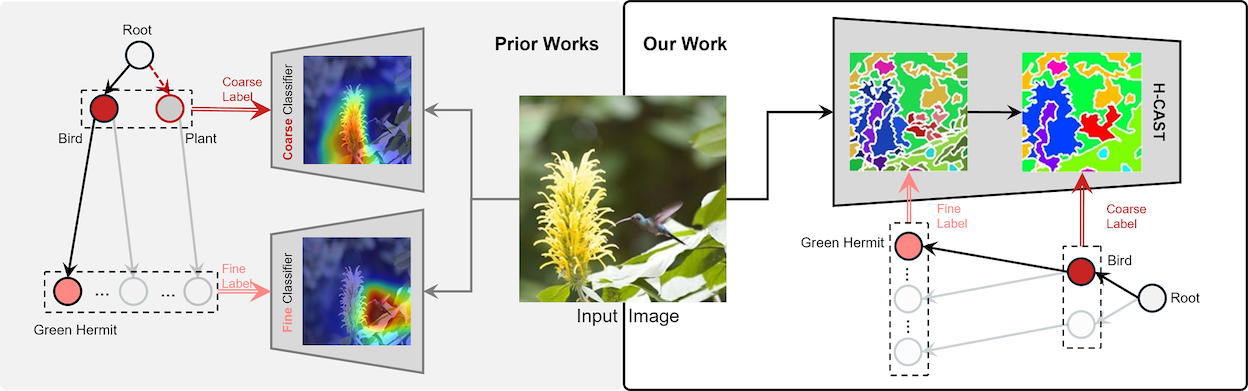 Prior Works
Our Work
Root
Bird
Plant
Coarse
Label
Coarse Classifier
Fine
Label
Green Hermit
...
...
Fine Classifier
Input Image
H-CAST
Fine
Label
Coarse
Label
Green Hermit
Bird
Root